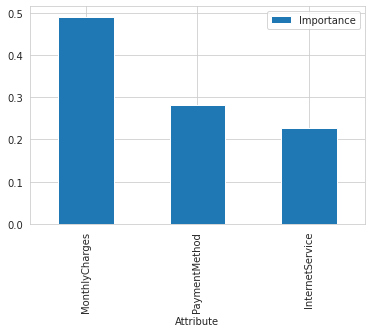 0.5
Importance
0.4
0.3
0.2
0.1
0.0
MonthlyCharges
PaymentMethod
InternetService
Attribute